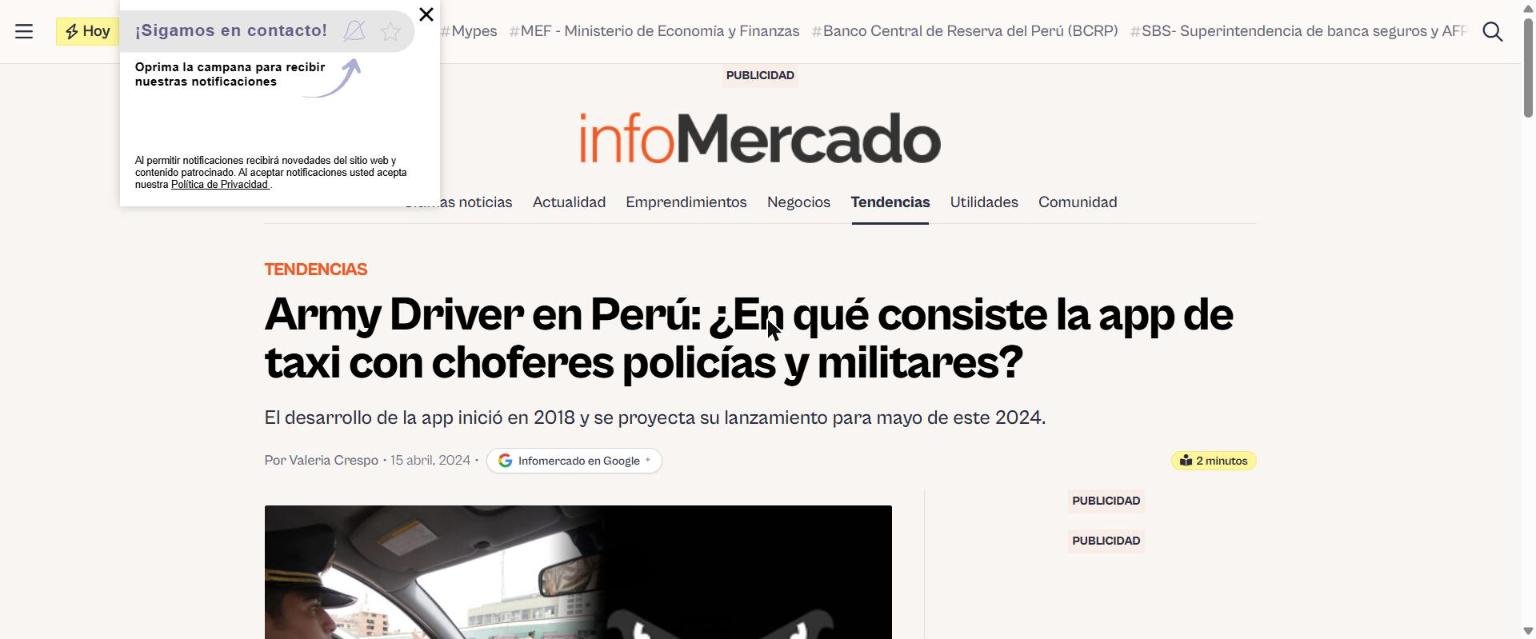 Hoy
#Mypes #MEF - Ministerio de Economía y Finanzas #Banco Central de Reserva del Perú (BCRP) #SBS- Superintendencia de banca seguros y AFP
¡Sigamos en contacto!
Oprima la campana para recibir
nuestras notificaciones
Al permitir notificaciones recibirá novedades del sitio web y
contenido patrocinado. Al aceptar notificaciones usted acepta
nuestra Política de Privacidad .
PUBLICIDAD
infoMercado
noticias Actualidad Emprendimientos Negocios Tendencias Utilidades Comunidad
TENDENCIAS
Army Driver en Perú: ¿En qué consiste la app de
taxi con choferes policías y militares?
El desarrollo de la app inició en 2018 y se proyecta su lanzamiento para mayo de este 2024.
Por Valeria Crespo • 15 abril, 2024 • Infomercado en Google +
2 minutos
PUBLICIDAD
PUBLICIDAD